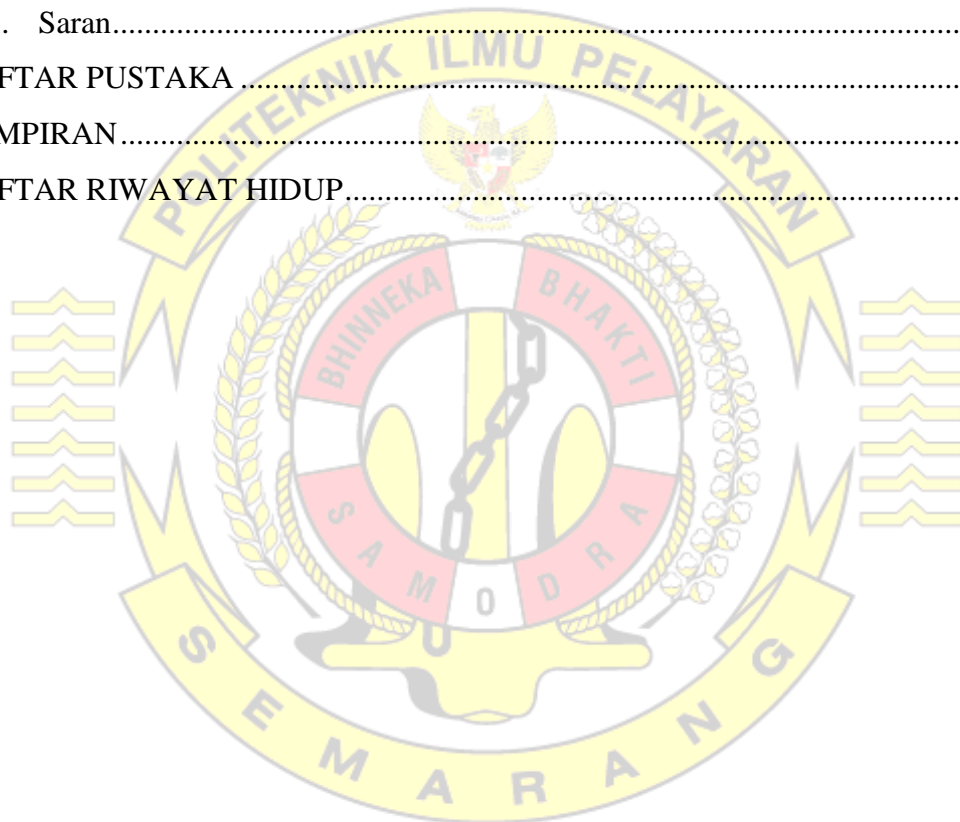 . Saran
FTAR PUSTAKA
MPIRAN
FTAR RIWAYAT HIDUP
POLITEKNIK ILMU PELAYARAN
BHINNEKA BHAKTI
SAMODRA
SEMARANG